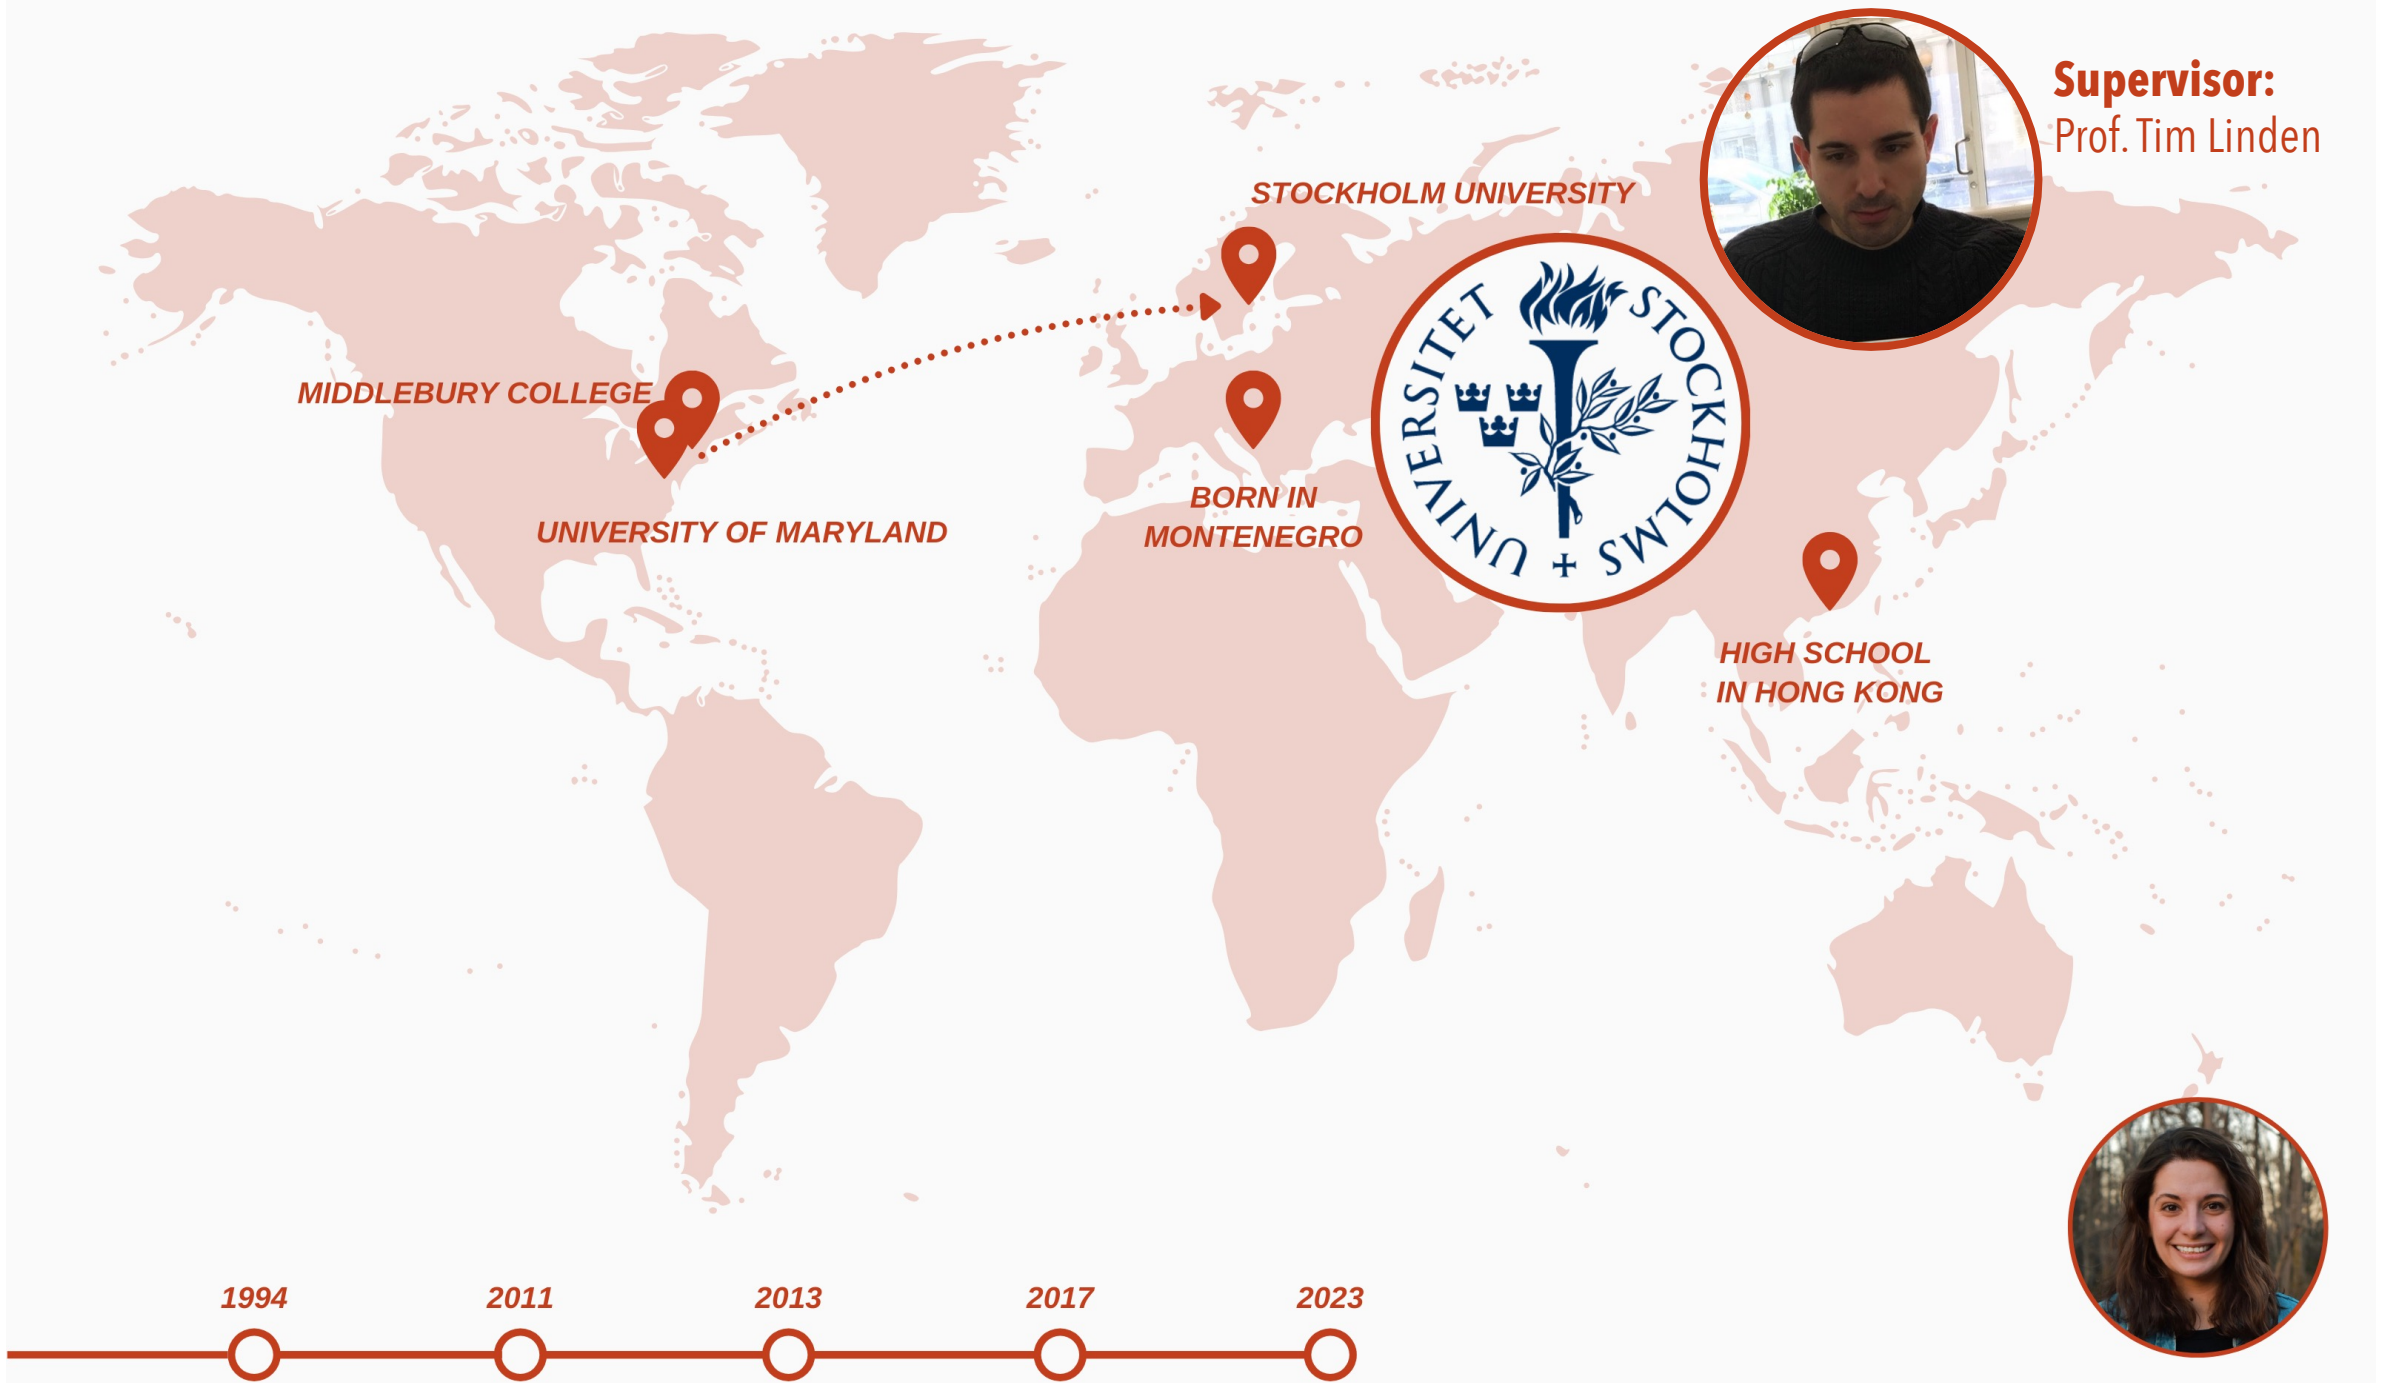 Supervisor:
Prof. Tim Linden
STOCKHOLM UNIVERSITY
UNIVERSITET STOCKHOLMS
MIDDLEBURY COLLEGE
UNIVERSITY OF MARYLAND
BORN IN
MONTENEGRO
HIGH SCHOOL
IN HONG KONG
1994
2011
2013
2017
2023